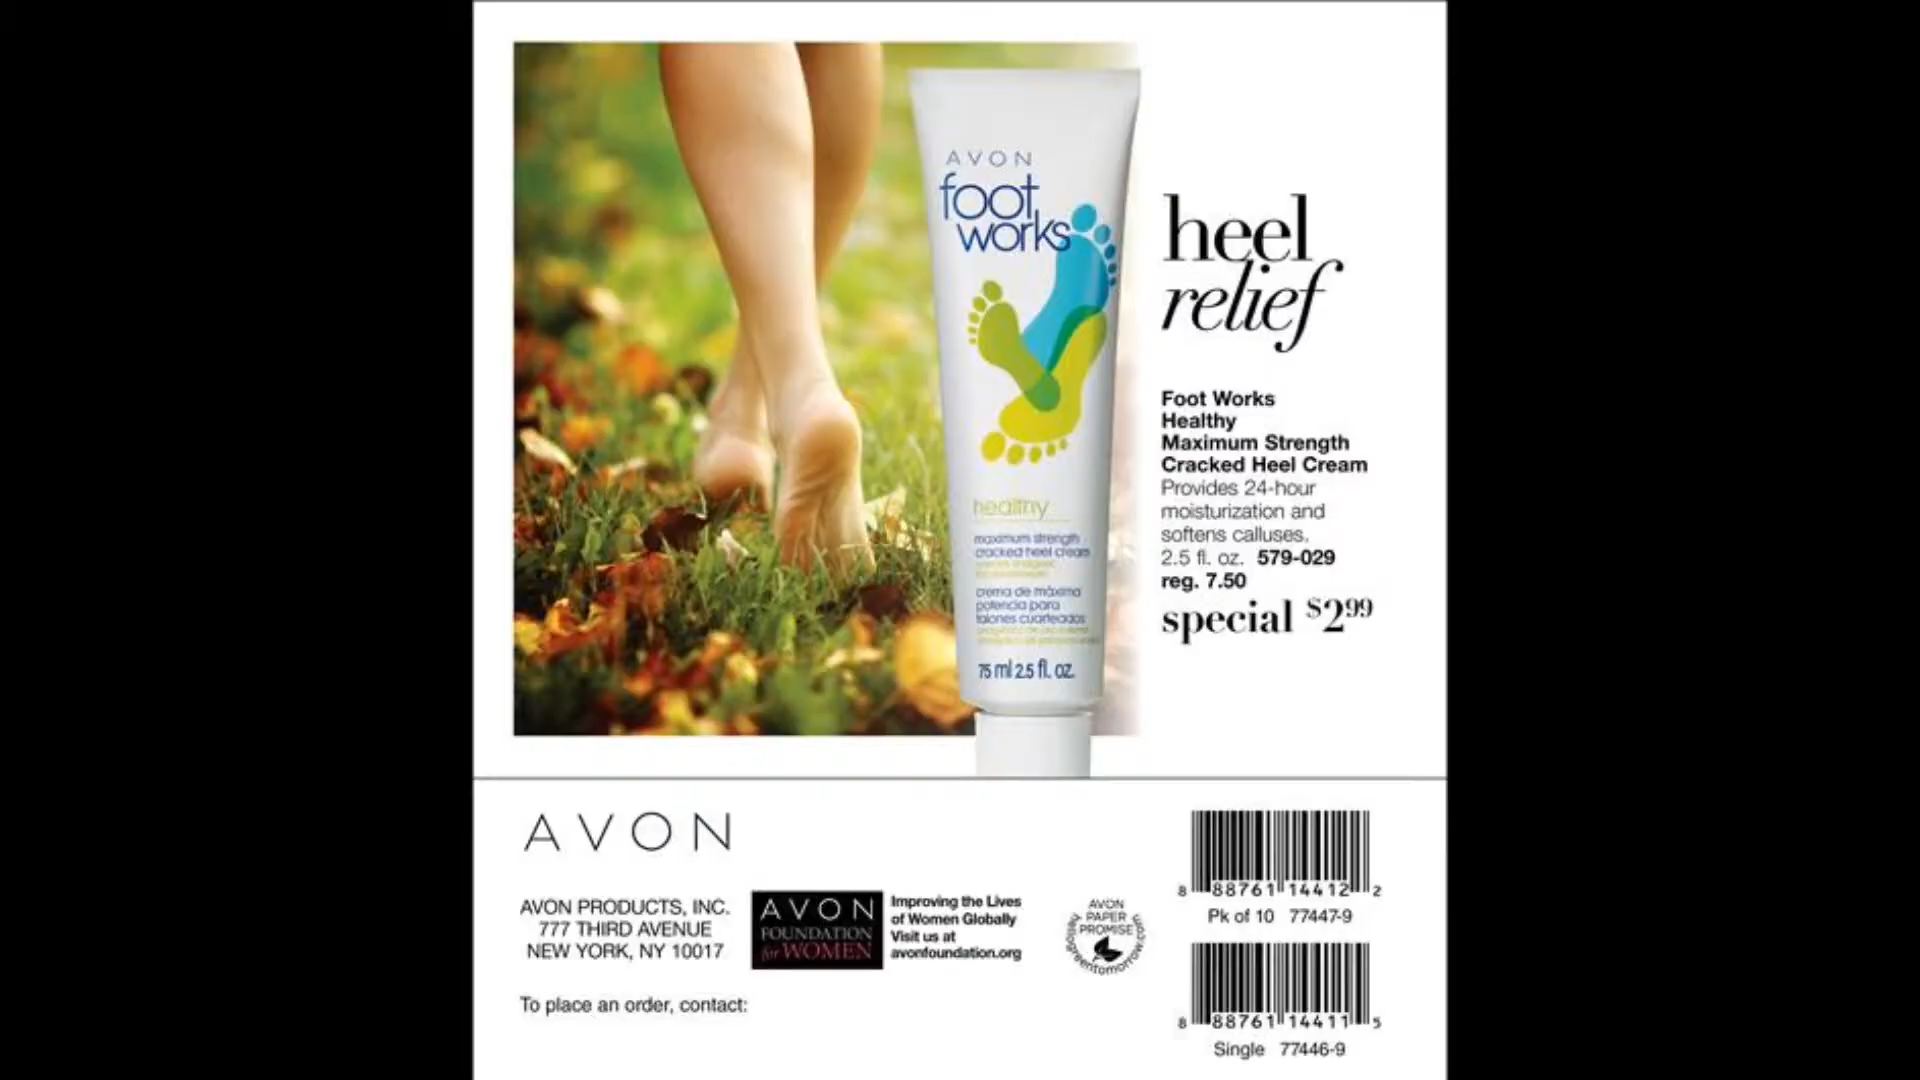 AVON
foot
works
healthy
maximum strength
cracked heel cream
crema de máxima
potencia para
talones cuarteados
75 ml 2.5 fl. oz.
heel
relief
Foot Works
Healthy
Maximum Strength
Cracked Heel Cream
Provides 24-hour
moisturization and
softens calluses.
2.5 fl. oz. 579-029
reg. 7.50
special $2.99
AVON
AVON PRODUCTS, INC.
777 THIRD AVENUE
NEW YORK, NY 10017
To place an order, contact:
AVON
FOUNDATION
for WOMEN
Improving the Lives
of Women Globally
Visit us at
avonfoundation.org
AVON
PAPER
PROMISE
hellogreentomorrow.com
8 88761 14412 2
Pk of 10 77447-9
8 88761 14411 5
Single 77446-9